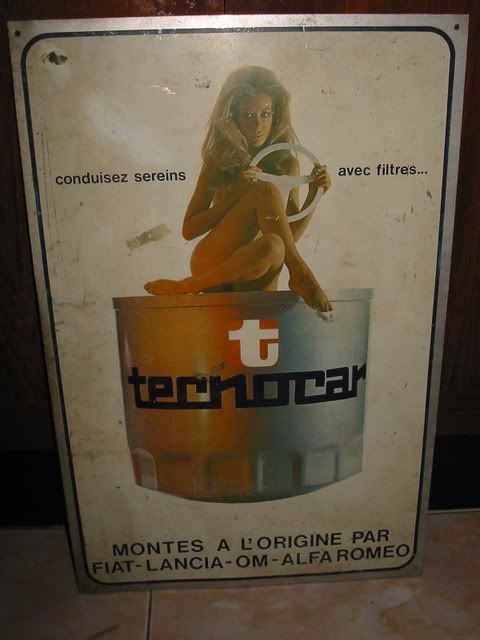 conduisez sereins avec filtres...
t
tecnocar
MONTES A L'ORIGINE PAR
FIAT-LANCIA-OM-ALFA ROMEO